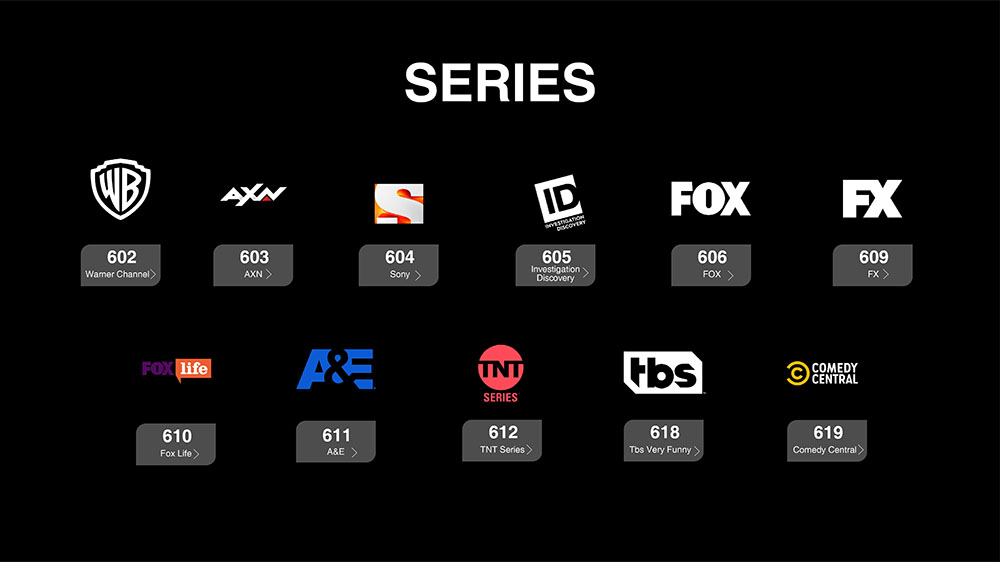 SERIES
WB
AXN
S
ID
INVESTIGATION
DISCOVERY
FOX
FX
602
Warner Channel
603
AXN
604
Sony
605
Investigation
Discovery
606
FOX
609
FX
FOX life
A&E
TNT
SERIES
tbs
COMEDY
CENTRAL
610
Fox Life
611
A&E
612
TNT Series
618
Tbs Very Funny
619
Comedy Central